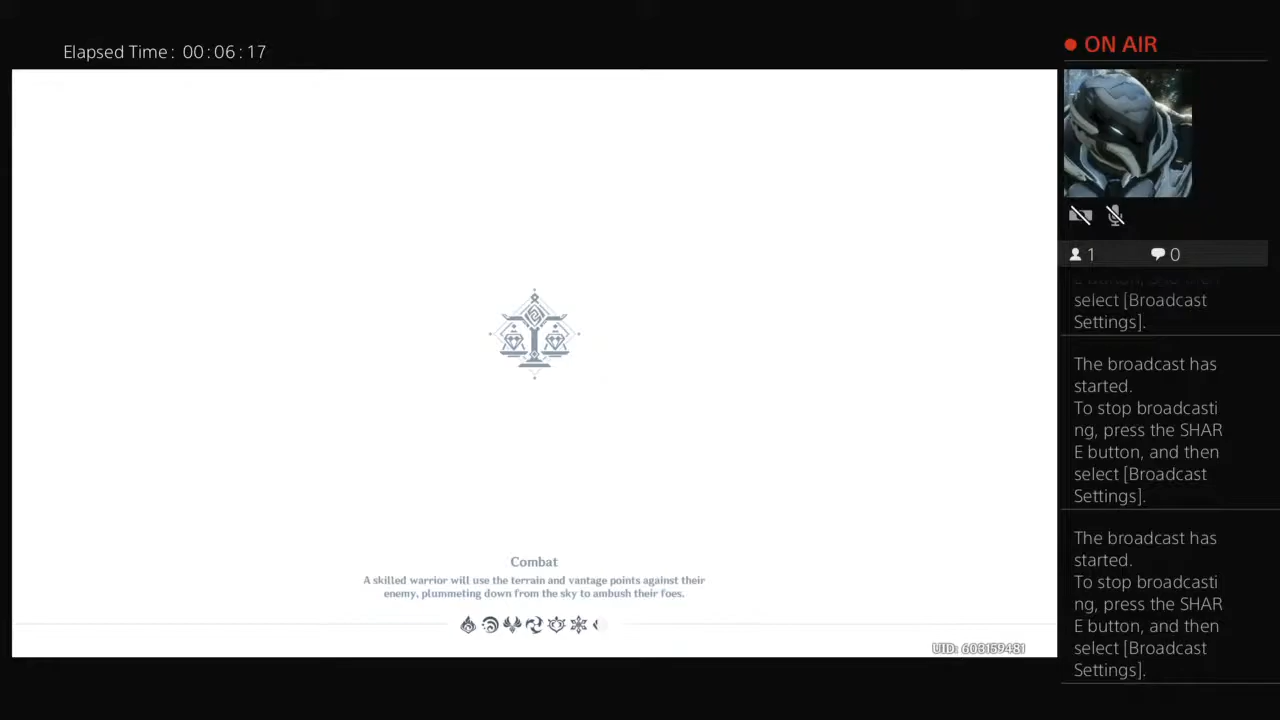 Elapsed Time: 00:06:17
ON AIR
1
0
select [Broadcast
Settings].
The broadcast has
started.
To stop broadcasti
ng, press the SHAR
E button, and then
select [Broadcast
Settings].
The broadcast has
started.
To stop broadcasti
ng, press the SHAR
E button, and then
select [Broadcast
Settings].
Combat
A skilled warrior will use the terrain and vantage points against their
enemy, plummeting down from the sky to ambush their foes.
UID: 603159481